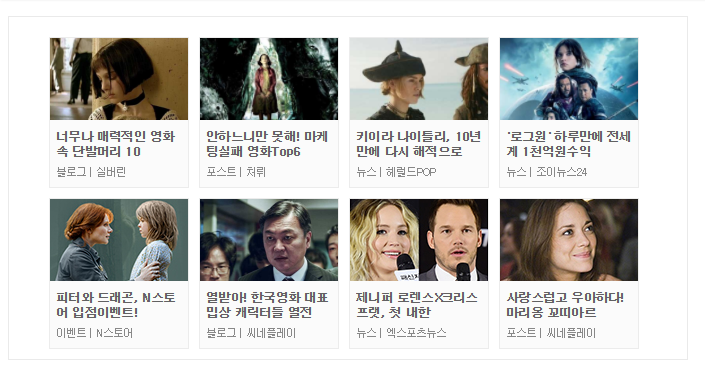 너무나 매력적인 영화
속 단발머리 10
블로그 | 실버린
안하느니만 못해! 마케
팅실패 영화Top6
포스트 | 처뤼
키이라 나이틀리, 10년
만에 다시 해적으로
뉴스 | 헤럴드POP
'로그원' 하루만에 전세
계 1천억원수익
뉴스 | 조이뉴스24
피터와 드래곤, N스토
어 입점이벤트!
이벤트 | N스토어
열받아! 한국영화 대표
밉상 캐릭터들 열전
블로그 | 씨네플레이
제니퍼 로렌스X크리스
프랫, 첫 내한
뉴스 | 엑스포츠뉴스
사랑스럽고 우아하다!
마리옹 꼬띠아르
포스트 | 씨네플레이